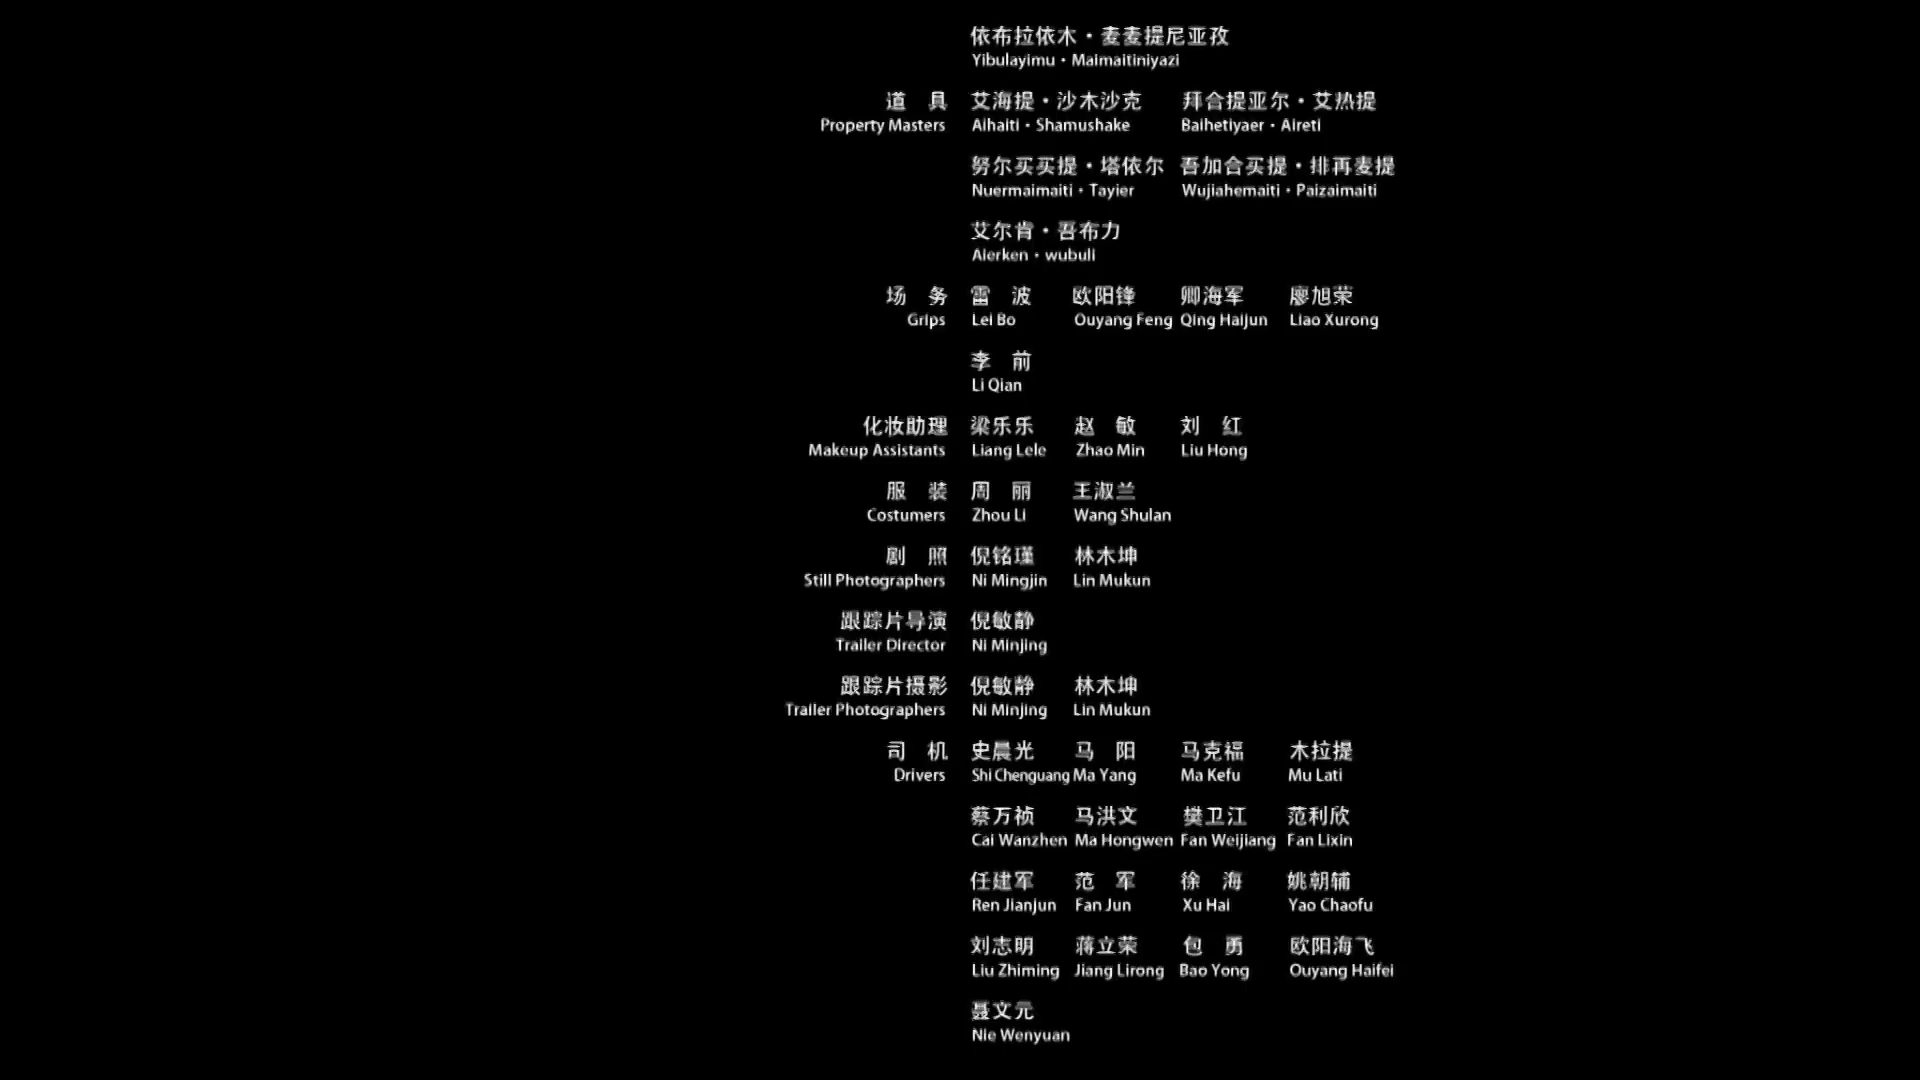 依布拉依木·麦麦提尼亚孜
Yibulayimu·Maimaitiniyazi
道 具 艾海提·沙木沙克 拜合提亚尔·艾热提
Property Masters Aihaiti·Shamushake Baihetiyaer·Aireti
努尔买买提·塔依尔 吾加合买提·排再麦提
Nuermaimaiti·Tayier Wujiahemaiti·Paizaimaiti
艾尔肯·吾布力
Aierken·wubuli
场 务 雷 波 欧阳锋 卿海军 廖旭荣
Grips Lei Bo Ouyang Feng Qing Haijun Liao Xurong
李 前
Li Qian
化妆助理 梁乐乐 赵 敏 刘 红
Makeup Assistants Liang Lele Zhao Min Liu Hong
服 装 周 丽 王淑兰
Costumers Zhou Li Wang Shulan
剧 照 倪铭瑾 林木坤
Still Photographers Ni Mingjin Lin Mukun
跟踪片导演 倪敏静
Trailer Director Ni Minjing
跟踪片摄影 倪敏静 林木坤
Trailer Photographers Ni Minjing Lin Mukun
司 机 史晨光 马 阳 马克福 木拉提
Drivers Shi Chenguang Ma Yang Ma Kefu Mu Lati
蔡万祯 马洪文 樊卫江 范利欣
Cai Wanzhen Ma Hongwen Fan Weijiang Fan Lixin
任建军 范 军 徐 海 姚朝辅
Ren Jianjun Fan Jun Xu Hai Yao Chaofu
刘志明 蒋立荣 包 勇 欧阳海飞
Liu Zhiming Jiang Lirong Bao Yong Ouyang Haifei
聂文元
Nie Wenyuan